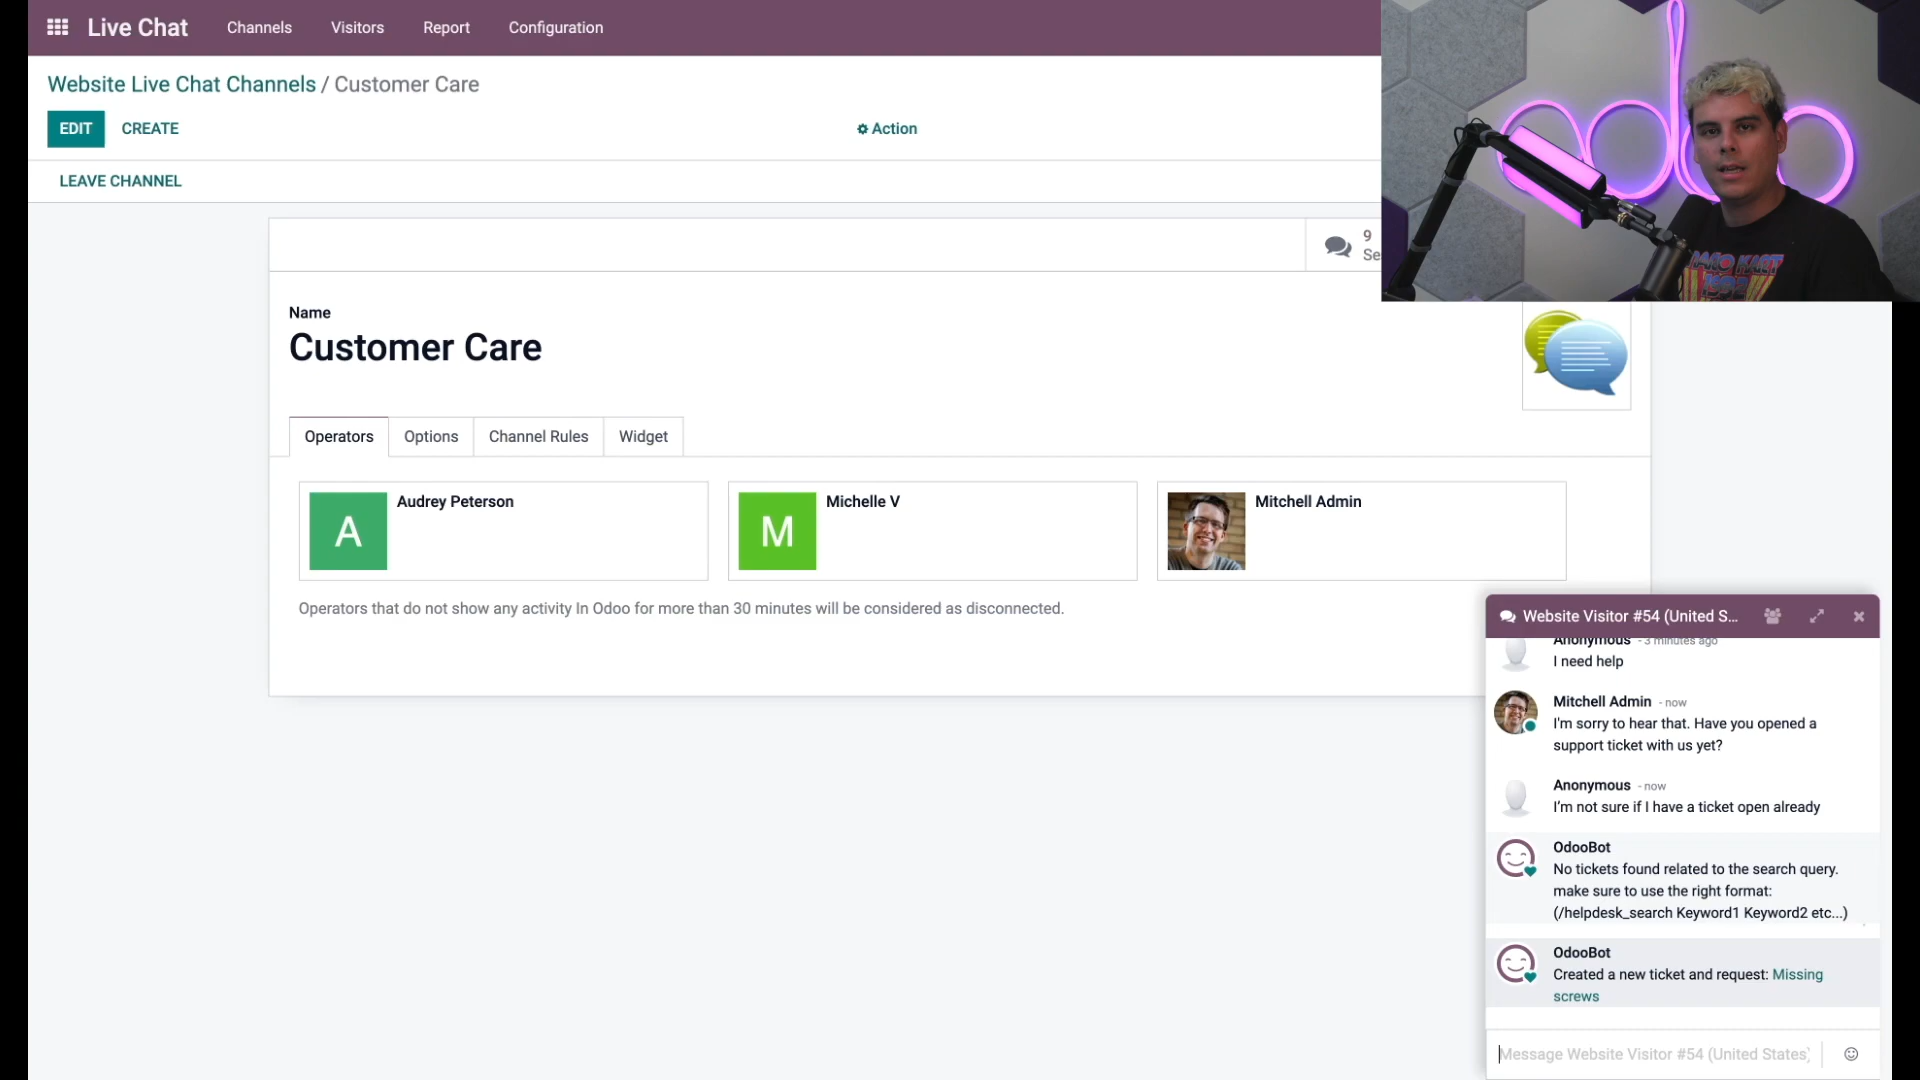 Live Chat
Channels
Visitors
Report
Configuration
Website Live Chat Channels / Customer Care
EDIT
CREATE
Action
LEAVE CHANNEL
9
Se
odoo
Name
Customer Care
Operators
Options
Channel Rules
Widget
A
Audrey Peterson
M
Michelle V
Mitchell Admin
Operators that do not show any activity In Odoo for more than 30 minutes will be considered as disconnected.
Website Visitor #54 (United S...
Anonymous - 3 minutes ago
I need help
Mitchell Admin - now
I'm sorry to hear that. Have you opened a
support ticket with us yet?
Anonymous - now
I'm not sure if I have a ticket open already
OdooBot
No tickets found related to the search query.
make sure to use the right format:
(/helpdesk_search Keyword1 Keyword2 etc...)
OdooBot
Created a new ticket and request: Missing
screws
Message Website Visitor #54 (United States)